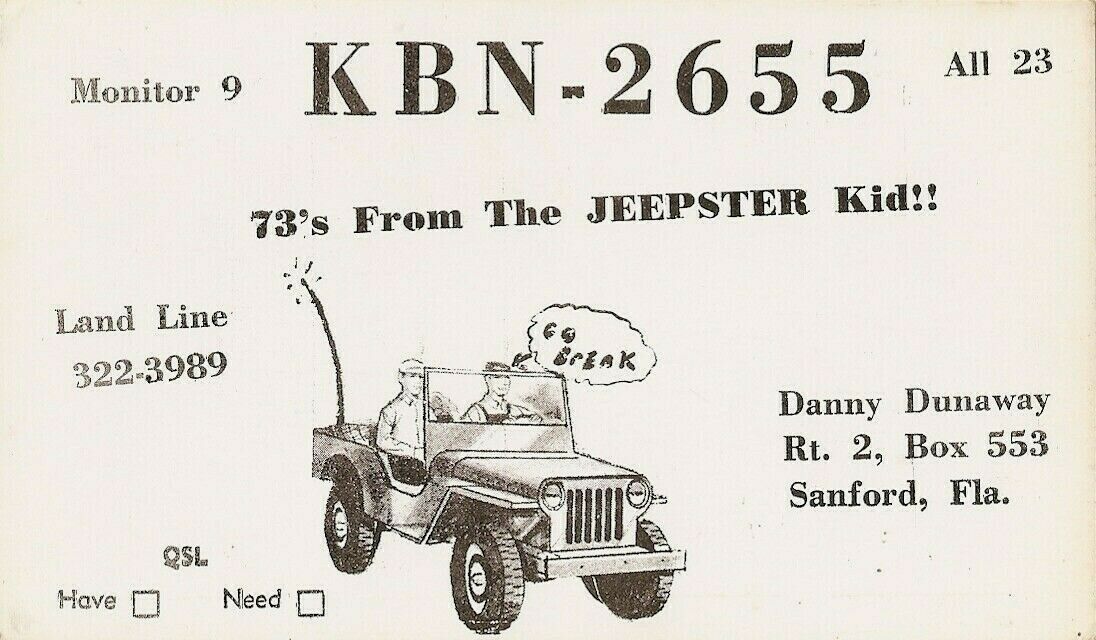 Monitor 9
KBN-2655
All 23
73's From The JEEPSTER Kid!!
Land Line
322-3989
GO
BREAK
Danny Dunaway
Rt. 2, Box 553
Sanford, Fla.
QSL
Have
Need